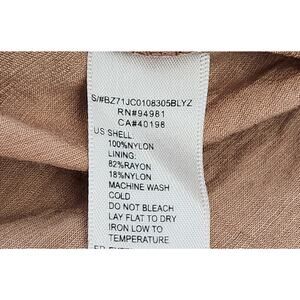 S/#BZ71JC0108305BLYZ
RN#94981
CA#40198
US SHELL:
100%NYLON
LINING:
82%RAYON
18%NYLON
MACHINE WASH
COLD
DO NOT BLEACH
LAY FLAT TO DRY
IRON LOW TO
TEMPERATURE